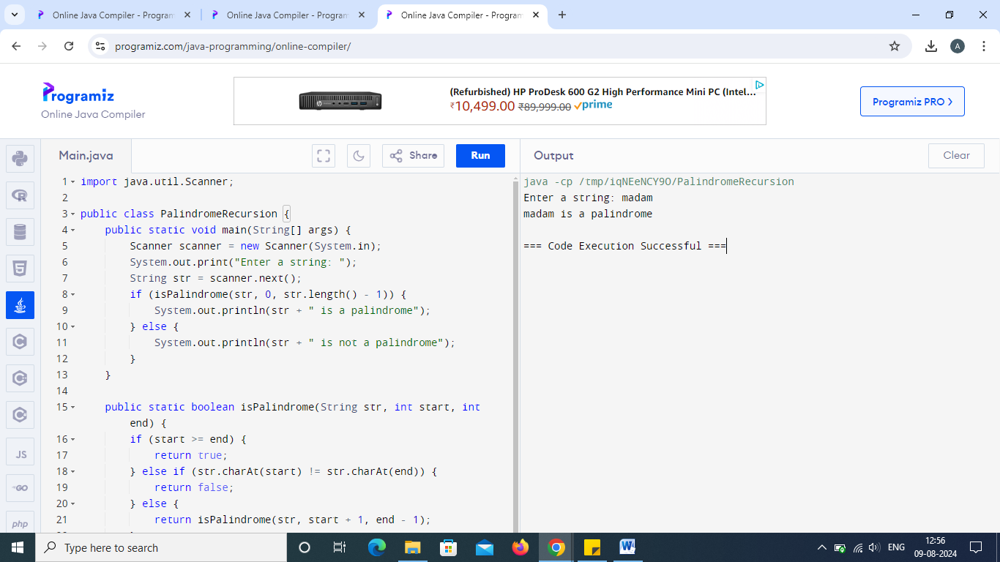 Online Java Compiler - Program
Online Java Compiler - Program
Online Java Compiler - Program
programiz.com/java-programming/online-compiler/
A
Programiz
Online Java Compiler
(Refurbished) HP ProDesk 600 G2 High Performance Mini PC (Intel...
₹10,499.00 ₹89,999.00 prime
Programiz PRO >
Main.java
Share
Run
Output
Clear
1 import java.util.Scanner;
2
3 public class PalindromeRecursion {
4 public static void main(String[] args) {
5 Scanner scanner = new Scanner(System.in);
6 System.out.print("Enter a string: ");
7 String str = scanner.next();
8 if (isPalindrome(str, 0, str.length() - 1)) {
9 System.out.println(str + " is a palindrome");
10 } else {
11 System.out.println(str + " is not a palindrome");
12 }
13 }
14
15 public static boolean isPalindrome(String str, int start, int
end) {
16 if (start >= end) {
17 return true;
18 } else if (str.charAt(start) != str.charAt(end)) {
19 return false;
20 } else {
21 return isPalindrome(str, start + 1, end - 1);
java -cp /tmp/iqNEeNCY9O/PalindromeRecursion
Enter a string: madam
madam is a palindrome
=== Code Execution Successful ===
JS
GO
php
Type here to search
ENG
12:56
09-08-2024